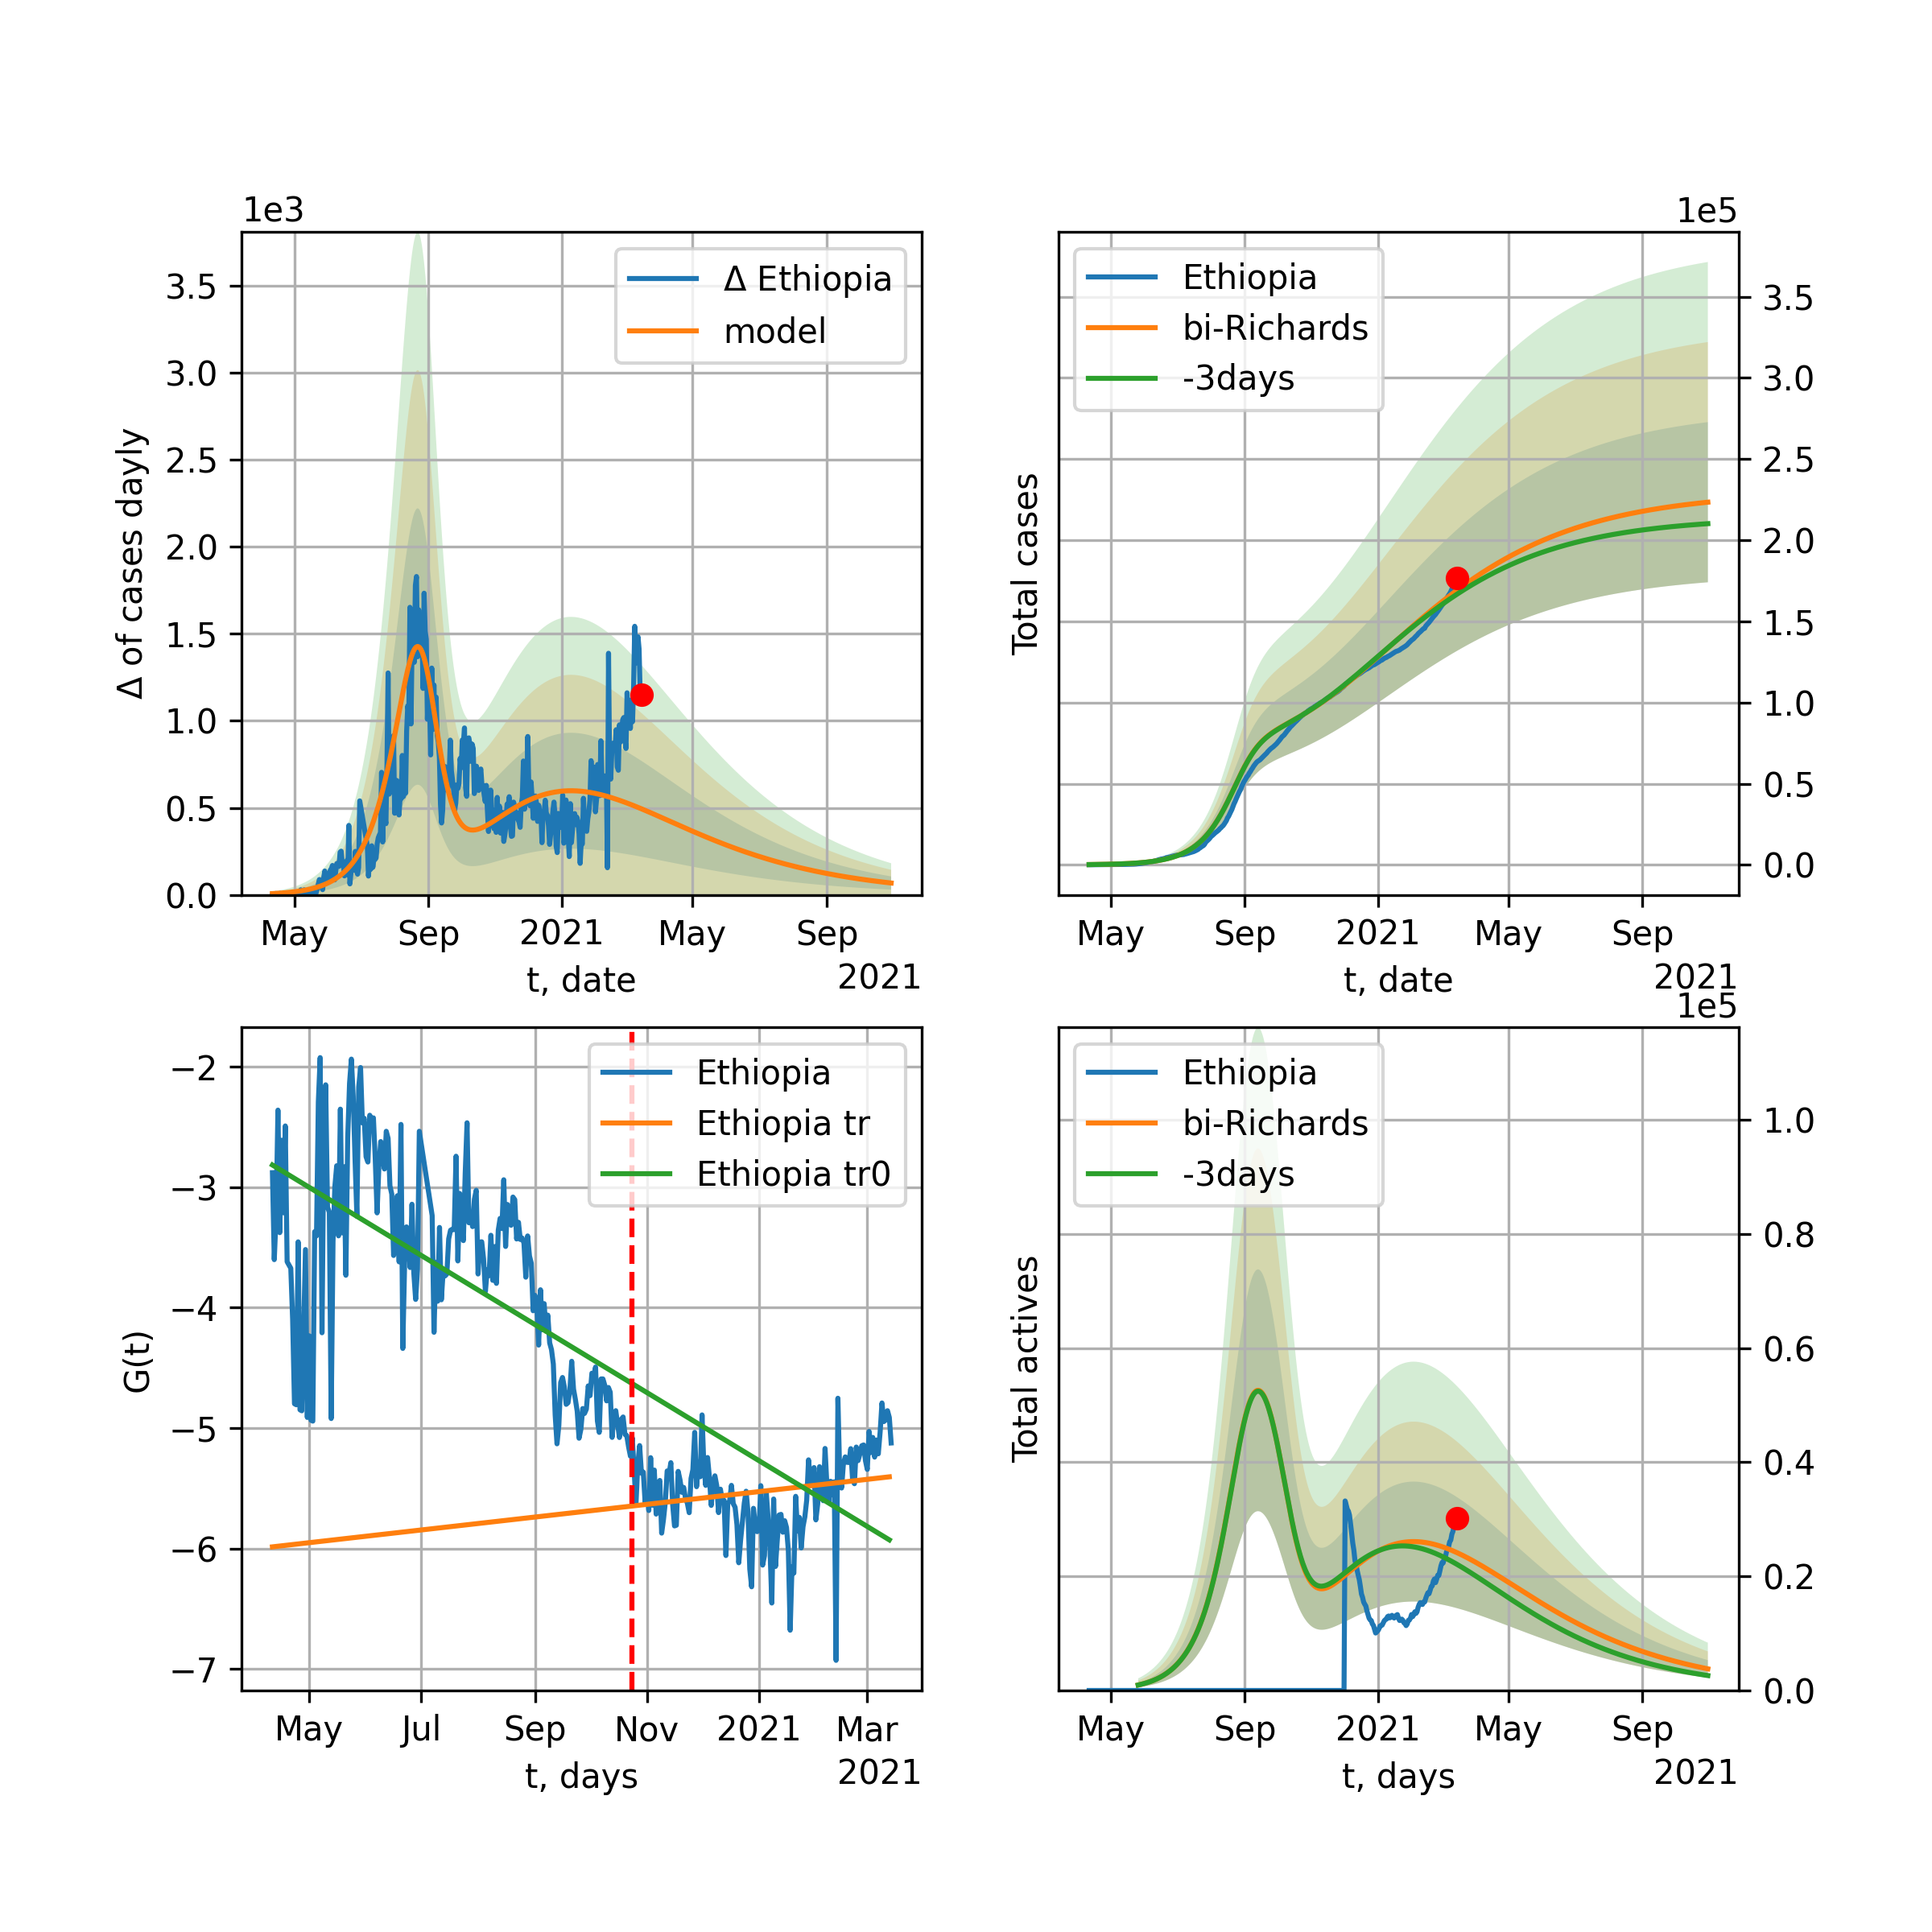 1e3
3.5
3.0
2.5
2.0
1.5
1.0
0.5
0.0
Δ of cases dayly
Δ Ethiopia
model
May Sep 2021 May Sep
t, date
2021
1e5
Total cases
Ethiopia
bi-Richards
-3days
3.5
3.0
2.5
2.0
1.5
1.0
0.5
0.0
May Sep 2021 May Sep
t, date
2021
−2
−3
−4
−5
−6
−7
G(t)
Ethiopia
Ethiopia tr
Ethiopia tr0
May Jul Sep Nov 2021 Mar
t, days
2021
1e5
Total actives
Ethiopia
bi-Richards
-3days
1.0
0.8
0.6
0.4
0.2
0.0
May Sep 2021 May Sep
t, days
2021